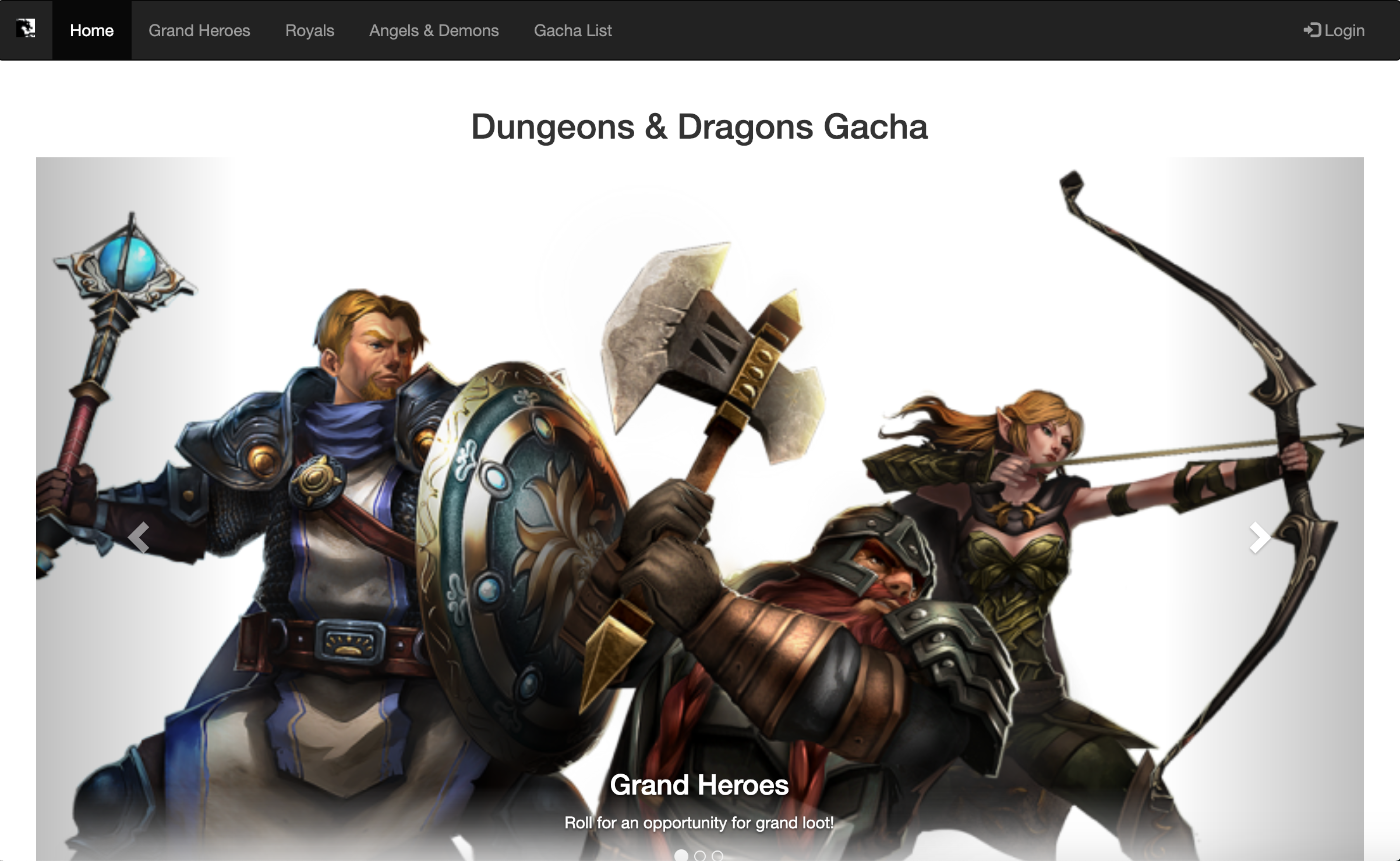 Home
Grand Heroes
Royals
Angels & Demons
Gacha List
Login
Dungeons & Dragons Gacha
Grand Heroes
Roll for an opportunity for grand loot!